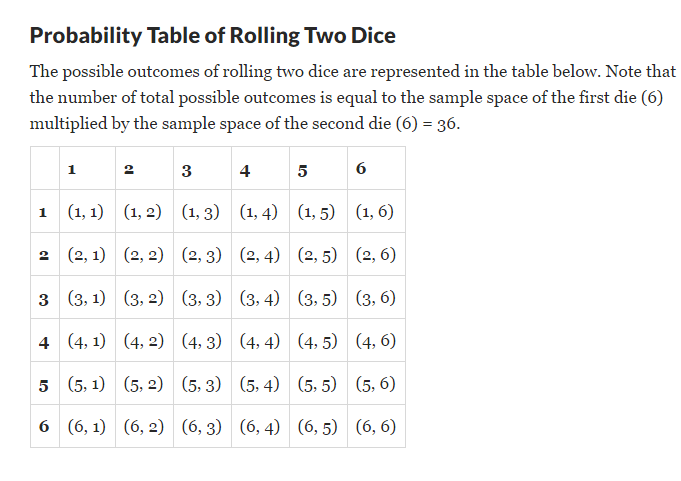 Probability Table of Rolling Two Dice
The possible outcomes of rolling two dice are represented in the table below. Note that
the number of total possible outcomes is equal to the sample space of the first die (6)
multiplied by the sample space of the second die (6) = 36.
1 2 3 4 5 6
1 (1, 1) (1, 2) (1, 3) (1, 4) (1, 5) (1, 6)
2 (2, 1) (2, 2) (2, 3) (2, 4) (2, 5) (2, 6)
3 (3, 1) (3, 2) (3, 3) (3, 4) (3, 5) (3, 6)
4 (4, 1) (4, 2) (4, 3) (4, 4) (4, 5) (4, 6)
5 (5, 1) (5, 2) (5, 3) (5, 4) (5, 5) (5, 6)
6 (6, 1) (6, 2) (6, 3) (6, 4) (6, 5) (6, 6)